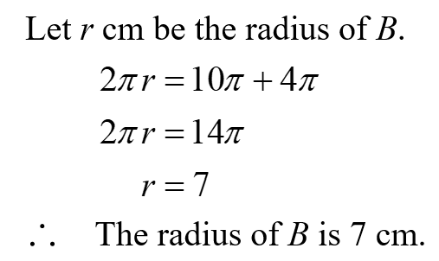 Let r cm be the radius of B.
2πr = 10π + 4π
2πr = 14π
r = 7
∴ The radius of B is 7 cm.